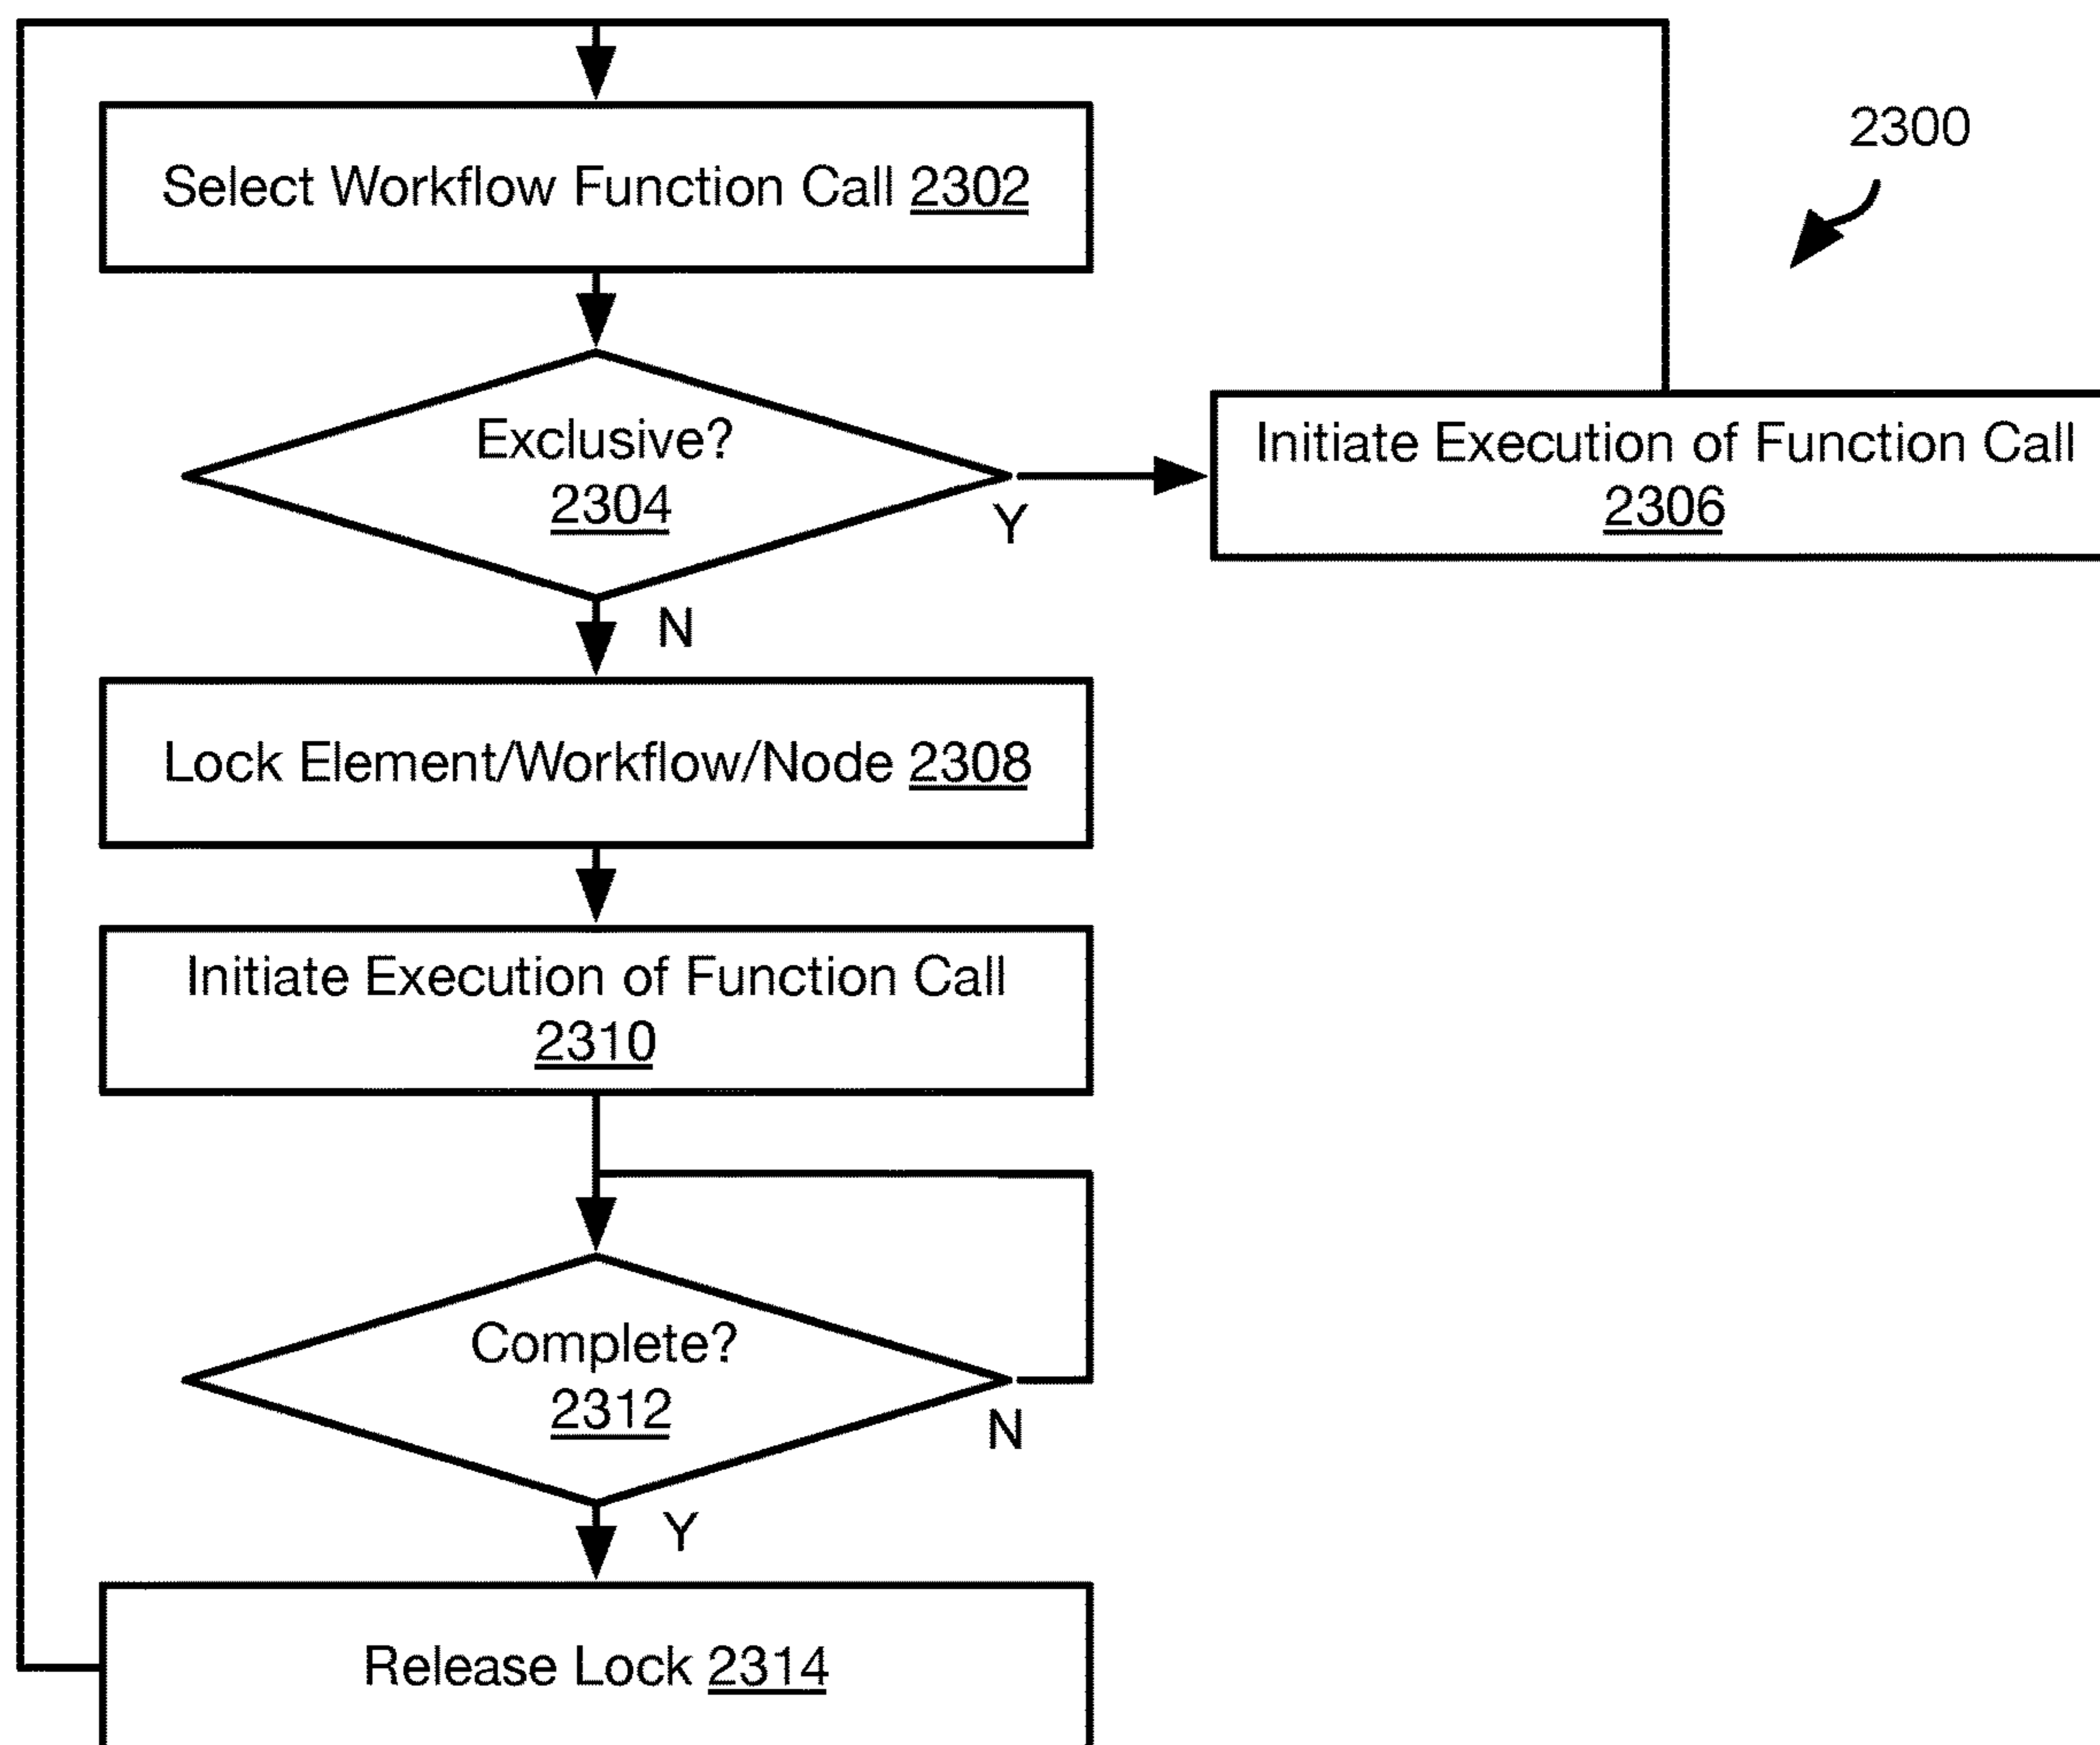 2300
Select Workflow Function Call 2302
Exclusive?
2304
Y
Initiate Execution of Function Call
2306
N
Lock Element/Workflow/Node 2308
Initiate Execution of Function Call
2310
Complete?
2312
N
Y
Release Lock 2314